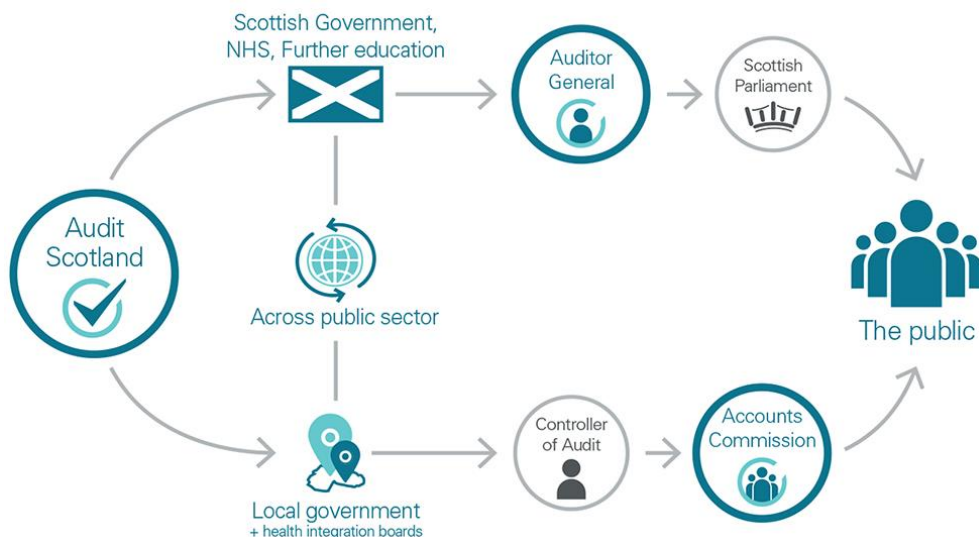 Scottish Government,
NHS, Further education
Auditor
General
Scottish
Parliament
Audit
Scotland
Across public sector
The public
Controller
of Audit
Accounts
Commission
Local government
+ health integration boards